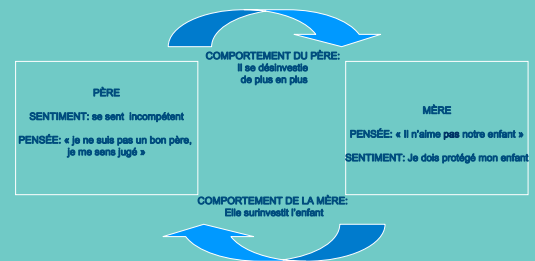 COMPORTEMENT DU PÈRE:
Il se désinvestie
de plus en plus
PÈRE
SENTIMENT: se sent incompétent
PENSÉE: « je ne suis pas un bon père,
je me sens jugé »
MÈRE
PENSÉE: « Il n'aime pas notre enfant »
SENTIMENT: Je dois protégé mon enfant
COMPORTEMENT DE LA MÈRE:
Elle surinvestit l'enfant